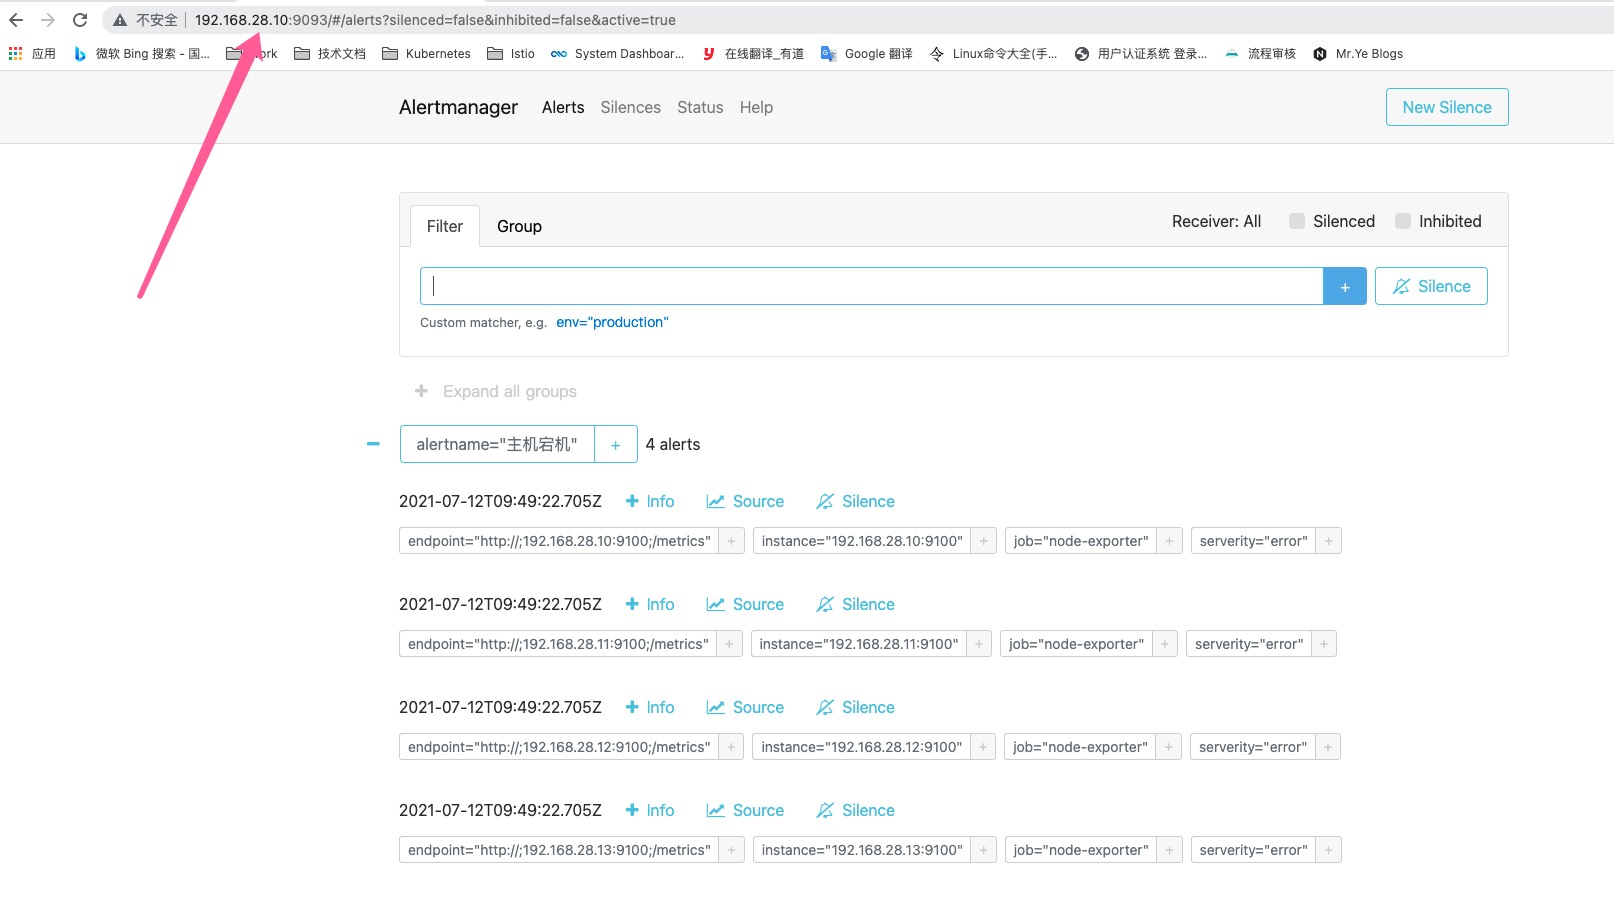 不安全 192.168.28.10:9093/#/alerts?silenced=false&inhibited=false&active=true
应用 微软 Bing 搜索 - 国... ork 技术文档 Kubernetes Istio System Dashboar... 在线翻译_有道 Google 翻译 Linux命令大全(手... 用户认证系统 登录... 流程审核 Mr.Ye Blogs
Alertmanager Alerts Silences Status Help New Silence
Filter Group Receiver: All Silenced Inhibited
+ Silence
Custom matcher, e.g. env="production"
+ Expand all groups
− alertname="主机宕机" + 4 alerts
2021-07-12T09:49:22.705Z + Info Source Silence
endpoint="http://;192.168.28.10:9100;/metrics" + instance="192.168.28.10:9100" + job="node-exporter" + serverity="error" +
2021-07-12T09:49:22.705Z + Info Source Silence
endpoint="http://;192.168.28.11:9100;/metrics" + instance="192.168.28.11:9100" + job="node-exporter" + serverity="error" +
2021-07-12T09:49:22.705Z + Info Source Silence
endpoint="http://;192.168.28.12:9100;/metrics" + instance="192.168.28.12:9100" + job="node-exporter" + serverity="error" +
2021-07-12T09:49:22.705Z + Info Source Silence
endpoint="http://;192.168.28.13:9100;/metrics" + instance="192.168.28.13:9100" + job="node-exporter" + serverity="error" +